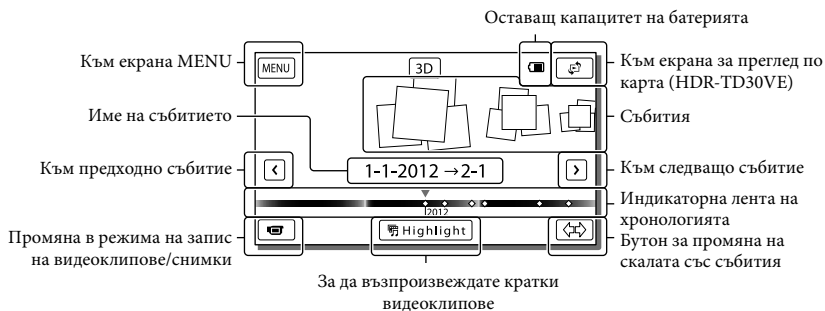 Оставащ капацитет на батерията
Към екрана MENU
MENU
3D
Към екрана за преглед по
карта (HDR-TD30VE)
Име на събитието
Събития
Към предходно събитие
1-1-2012 →2-1
Към следващо събитие
2012
Индикаторна лента на
хронологията
Промяна в режима на запис
на видеоклипове/снимки
Highlight
Бутон за промяна на
скалата със събития
За да възпроизвеждате кратки
видеоклипове